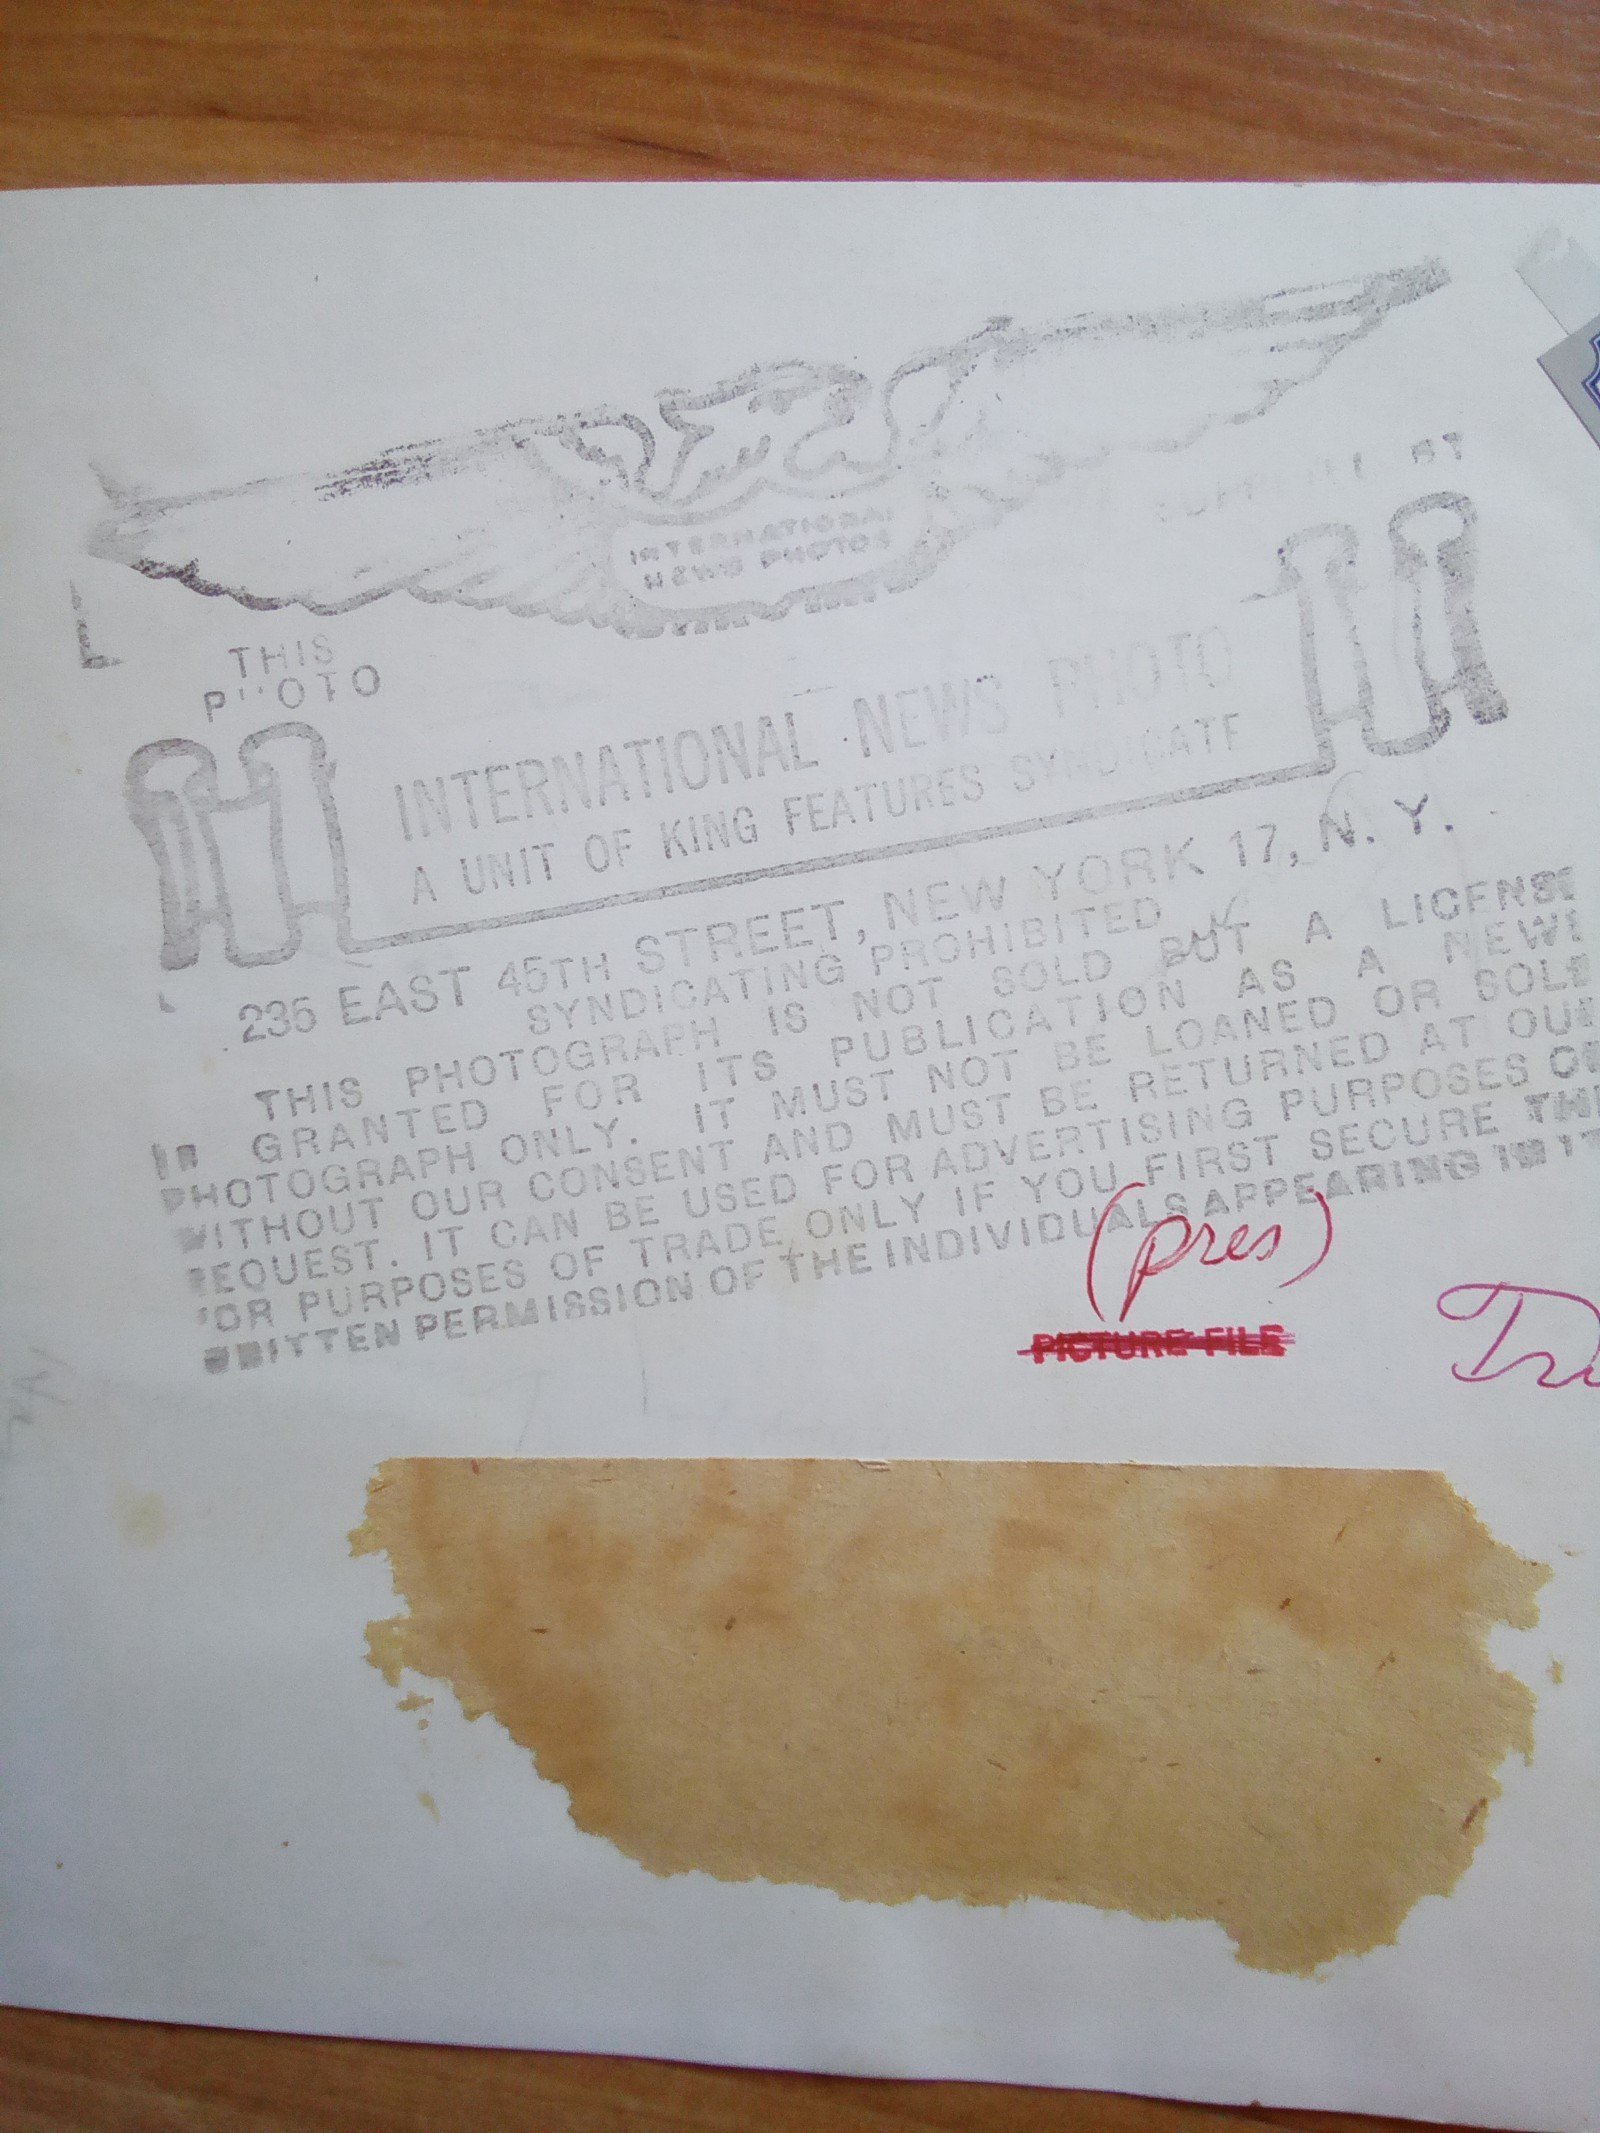 INTERNATIONAL
NEWS PHOTOS
THIS
PHOTO
INTERNATIONAL NEWS PHOTO
A UNIT OF KING FEATURES SYNDICATE
235 EAST 45TH STREET, NEW YORK 17, N. Y.
SYNDICATING PROHIBITED
THIS PHOTOGRAPH IS NOT SOLD BUT A LICENSE
IS GRANTED FOR ITS PUBLICATION AS A NEWS
PHOTOGRAPH ONLY. IT MUST NOT BE LOANED OR SOLD
WITHOUT OUR CONSENT AND MUST BE RETURNED AT OUR
REQUEST. IT CAN BE USED FOR ADVERTISING PURPOSES OR
FOR PURPOSES OF TRADE ONLY IF YOU FIRST SECURE THE
WRITTEN PERMISSION OF THE INDIVIDUALS APPEARING IN IT
(pres)
PICTURE FILE